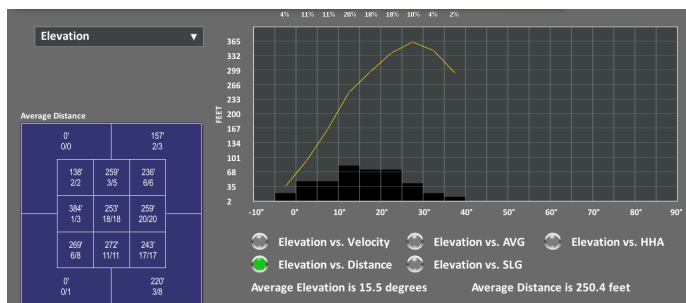 4% 11% 11% 20% 18% 18% 10% 4% 2%
Elevation ▼
365
332
299
266
233
200
167
134
101
68
35
2
FEET
-10° 0° 10° 20° 30° 40° 50° 60° 70° 80° 90°
Average Distance
0' 157'
0/0 2/3
138' 259' 236'
2/2 3/5 6/6
384' 253' 259'
1/3 18/18 20/20
269' 272' 243'
6/8 11/11 17/17
0' 220'
0/1 3/8
Elevation vs. Velocity Elevation vs. AVG Elevation vs. HHA
Elevation vs. Distance Elevation vs. SLG
Average Elevation is 15.5 degrees Average Distance is 250.4 feet